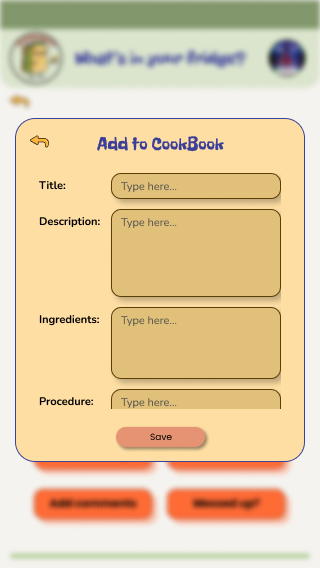 What's in your fridge?
Add to CookBook
Title:
Type here...
Description:
Type here...
Ingredients:
Type here...
Procedure:
Type here...
Save
Add comments
Messed up?